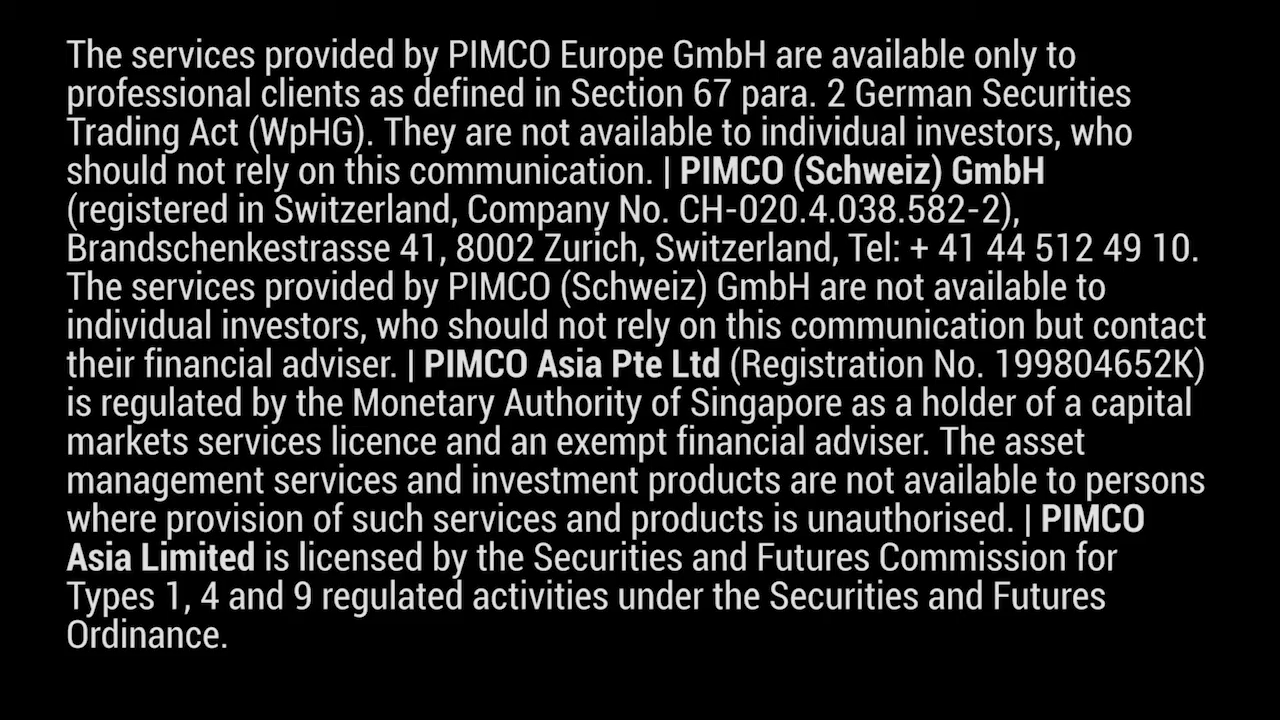 The services provided by PIMCO Europe GmbH are available only to
professional clients as defined in Section 67 para. 2 German Securities
Trading Act (WpHG). They are not available to individual investors, who
should not rely on this communication. | PIMCO (Schweiz) GmbH
(registered in Switzerland, Company No. CH-020.4.038.582-2),
Brandschenkestrasse 41, 8002 Zurich, Switzerland, Tel: + 41 44 512 49 10.
The services provided by PIMCO (Schweiz) GmbH are not available to
individual investors, who should not rely on this communication but contact
their financial adviser. | PIMCO Asia Pte Ltd (Registration No. 199804652K)
is regulated by the Monetary Authority of Singapore as a holder of a capital
markets services licence and an exempt financial adviser. The asset
management services and investment products are not available to persons
where provision of such services and products is unauthorised. | PIMCO
Asia Limited is licensed by the Securities and Futures Commission for
Types 1, 4 and 9 regulated activities under the Securities and Futures
Ordinance.